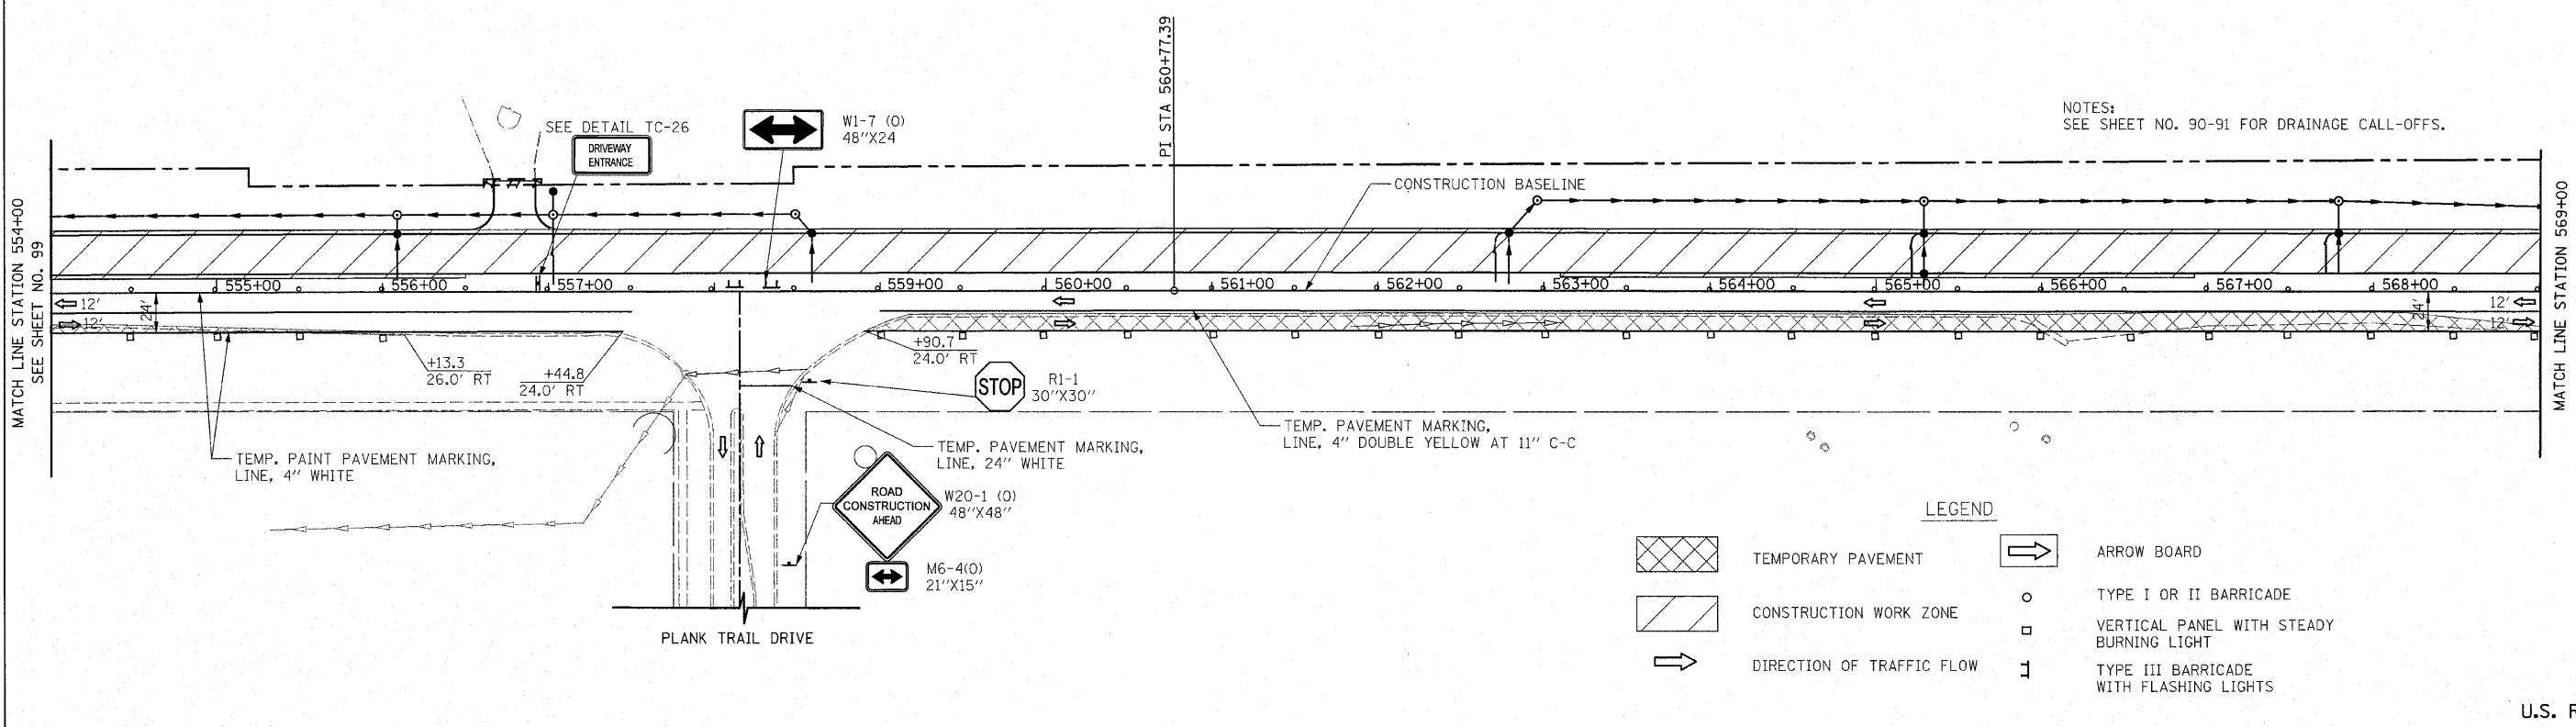 PI STA 560+77.39
NOTES:
SEE SHEET NO. 90-91 FOR DRAINAGE CALL-OFFS.
SEE DETAIL TC-26
DRIVEWAY
ENTRANCE
W1-7 (O)
48"X24
CONSTRUCTION BASELINE
MATCH LINE STATION 554+00
SEE SHEET NO. 99
MATCH LINE STATION 569+00
555+00
556+00
557+00
559+00
560+00
561+00
562+00
563+00
564+00
565+00
566+00
567+00
568+00
12'
12'
24'
12'
12'
24'
+13.3
26.0' RT
+44.8
24.0' RT
+90.7
24.0' RT
STOP
R1-1
30"X30"
TEMP. PAINT PAVEMENT MARKING,
LINE, 4" WHITE
TEMP. PAVEMENT MARKING,
LINE, 24" WHITE
TEMP. PAVEMENT MARKING,
LINE, 4" DOUBLE YELLOW AT 11" C-C
ROAD
CONSTRUCTION
AHEAD
W20-1 (O)
48"X48"
M6-4(O)
21"X15"
PLANK TRAIL DRIVE
LEGEND
TEMPORARY PAVEMENT
CONSTRUCTION WORK ZONE
DIRECTION OF TRAFFIC FLOW
ARROW BOARD
TYPE I OR II BARRICADE
VERTICAL PANEL WITH STEADY
BURNING LIGHT
TYPE III BARRICADE
WITH FLASHING LIGHTS
U.S. R